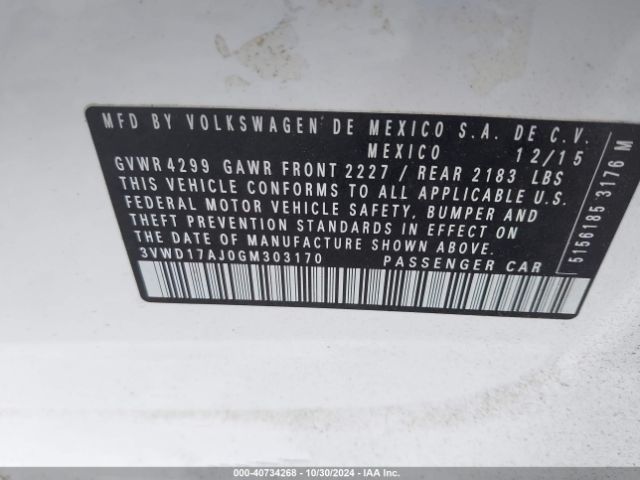 MFD BY VOLKSWAGEN DE MEXICO S.A. DE C.V.
MEXICO 12/15
GVWR 4299 GAWR FRONT 2227 / REAR 2183 LBS
THIS VEHICLE CONFORMS TO ALL APPLICABLE U.S.
FEDERAL MOTOR VEHICLE SAFETY, BUMPER AND
THEFT PREVENTION STANDARDS IN EFFECT ON
THE DATE OF MANUFACTURE SHOWN ABOVE.
3VWD17AJ0GM303170 PASSENGER CAR
5156185 3176 M
000-40734268 - 10/30/2024 - IAAI.COM